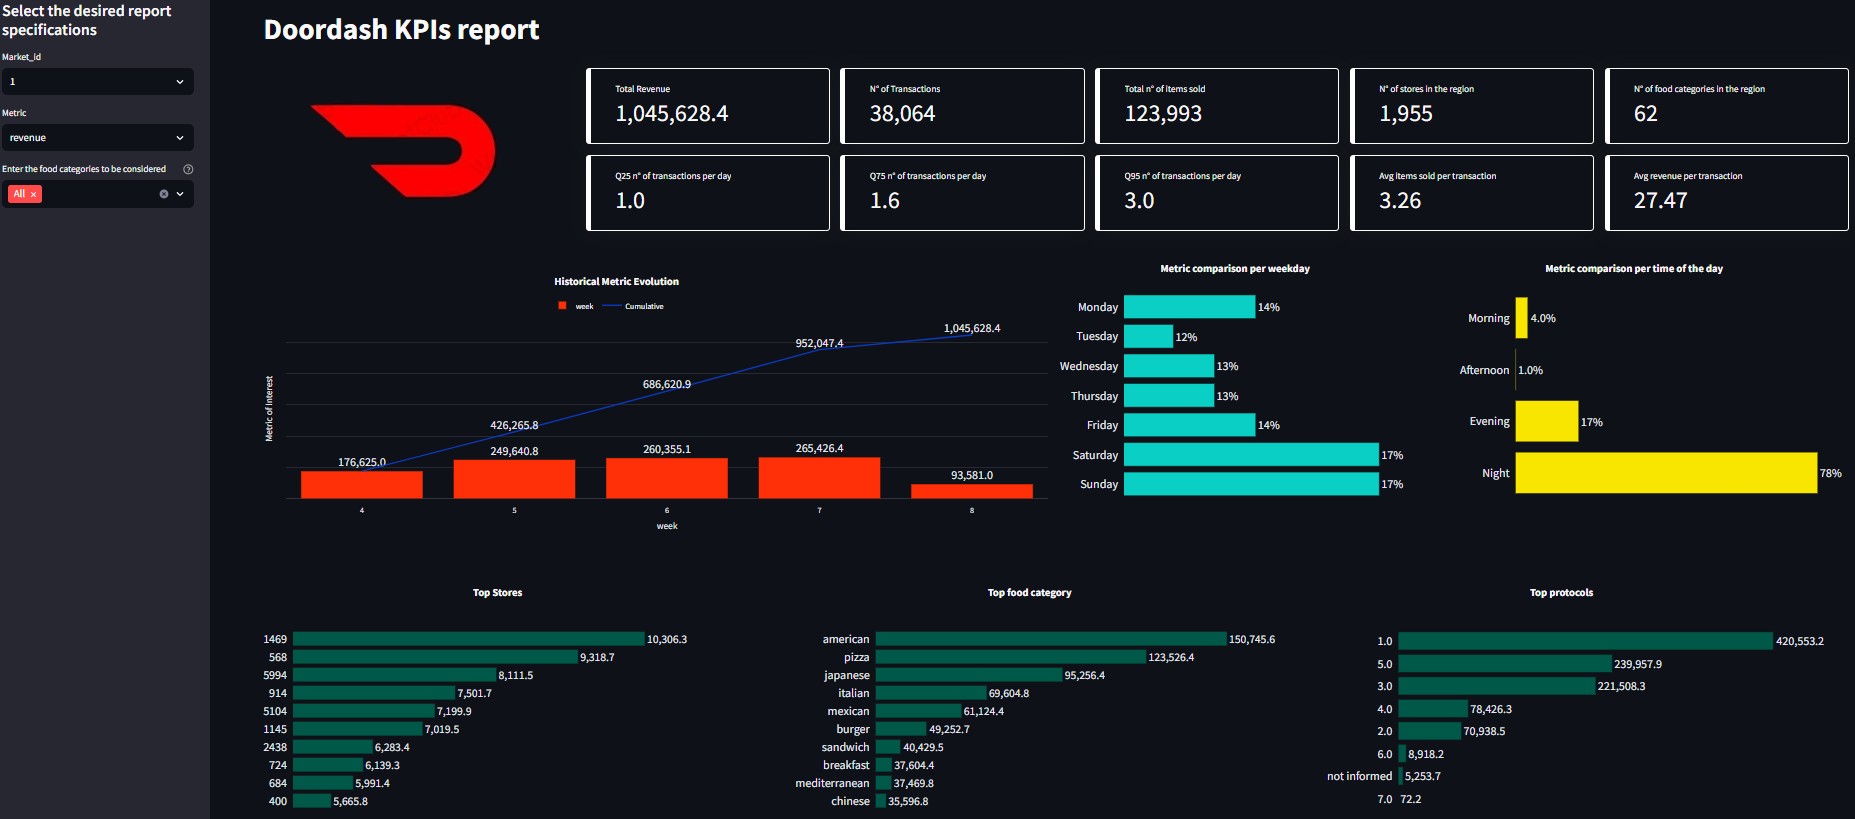 Select the desired report
specifications
Market_Id
1
Metric
revenue
Enter the food categories to be considered
All ×
Doordash KPIs report
Total Revenue
1,045,628.4
N° of Transactions
38,064
Total n° of items sold
123,993
N° of stores in the region
1,955
N° of food categories in the region
62
Q25 n° of transactions per day
1.0
Q75 n° of transactions per day
1.6
Q95 n° of transactions per day
3.0
Avg items sold per transaction
3.26
Avg revenue per transaction
27.47
Historical Metric Evolution
week
Cumulative
Metric of Interest
176,625.0
426,265.8
249,640.8
686,620.9
260,355.1
952,047.4
265,426.4
1,045,628.4
93,581.0
4
5
6
7
8
week
Metric comparison per weekday
Monday 14%
Tuesday 12%
Wednesday 13%
Thursday 13%
Friday 14%
Saturday 17%
Sunday 17%
Metric comparison per time of the day
Morning 4.0%
Afternoon 1.0%
Evening 17%
Night 78%
Top Stores
1469 10,306.3
568 9,318.7
5994 8,111.5
914 7,501.7
5104 7,199.9
1145 7,019.5
2438 6,283.4
724 6,139.3
684 5,991.4
400 5,665.8
Top food category
american 150,745.6
pizza 123,526.4
japanese 95,256.4
italian 69,604.8
mexican 61,124.4
burger 49,252.7
sandwich 40,429.5
breakfast 37,604.4
mediterranean 37,469.8
chinese 35,596.8
Top protocols
1.0 420,553.2
5.0 239,957.9
3.0 221,508.3
4.0 78,426.3
2.0 70,938.5
6.0 8,918.2
not informed 5,253.7
7.0 72.2